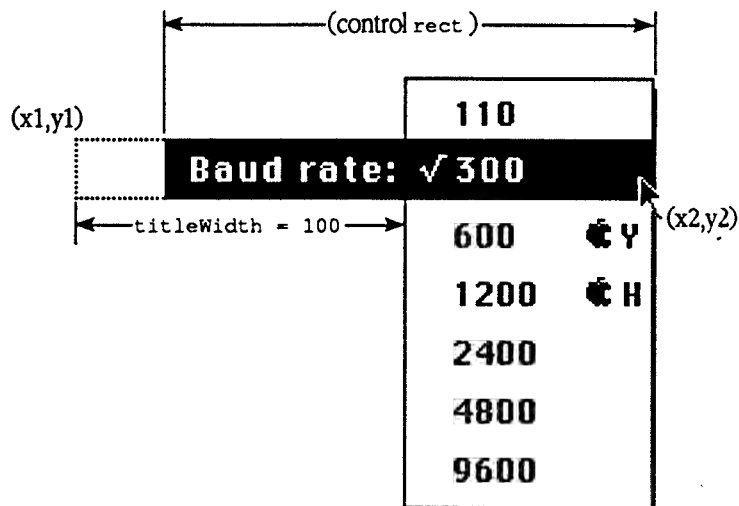 (control rect)
(x1,y1)
110
Baud rate: √ 300
(x2,y2)
titleWidth = 100
600 Y
1200 H
2400
4800
9600